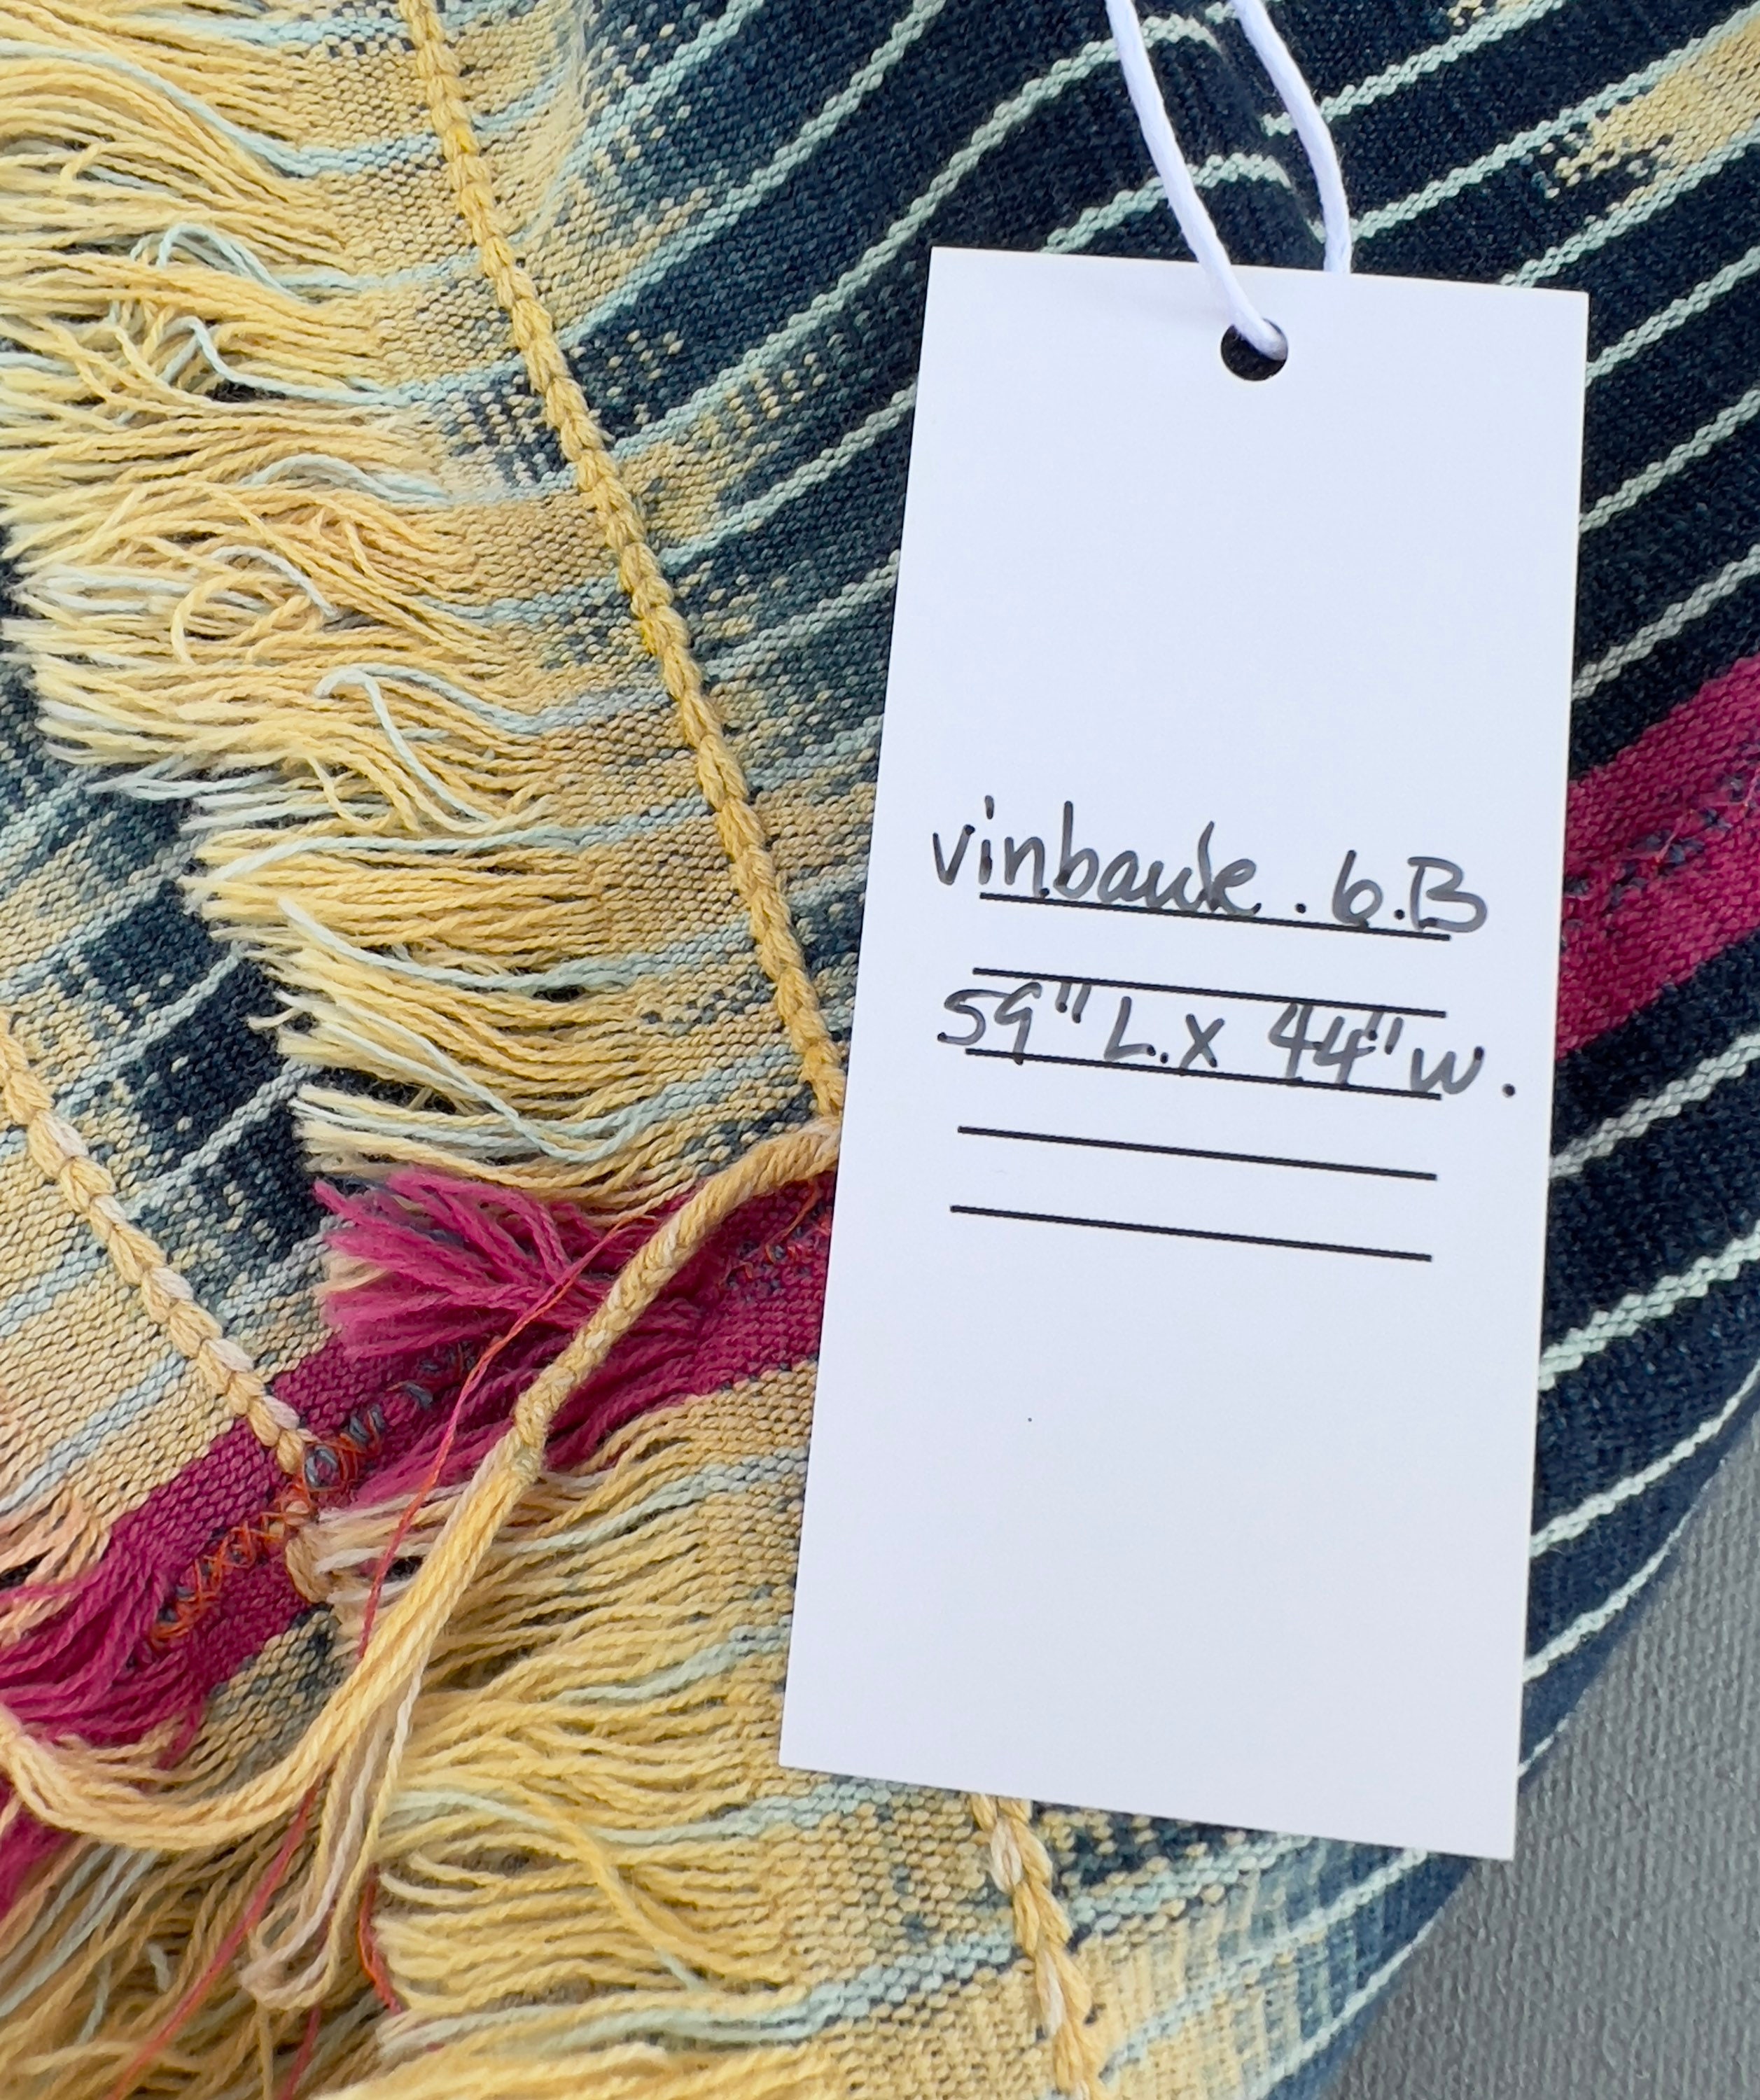 vinbaule . 6.B
59" L. x 44" w .